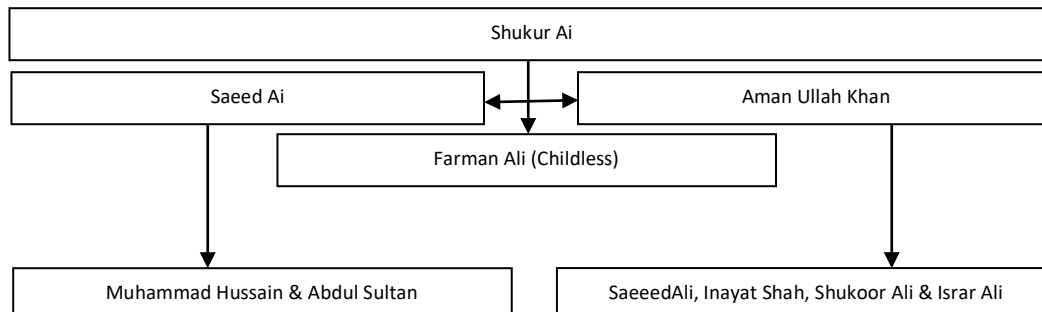 Shukur Ai
Saeed Ai
Aman Ullah Khan
Farman Ali (Childless)
Muhammad Hussain & Abdul Sultan
SaeeedAli, Inayat Shah, Shukoor Ali & Israr Ali